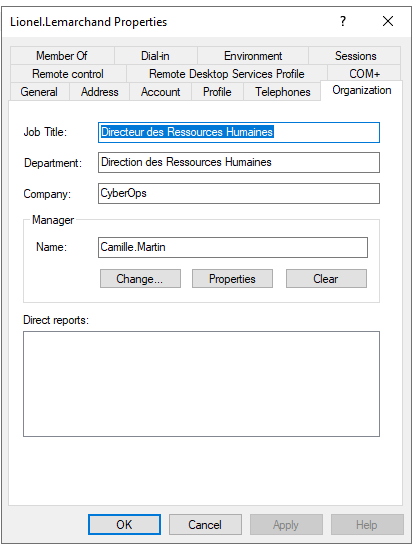 Lionel.Lemarchand Properties ? ×
Member Of Dial-in Environment Sessions
Remote control Remote Desktop Services Profile COM+
General Address Account Profile Telephones Organization
Job Title: Directeur des Ressources Humaines
Department: Direction des Ressources Humaines
Company: CyberOps
Manager
Name: Camille.Martin
Change... Properties Clear
Direct reports:
OK Cancel Apply Help